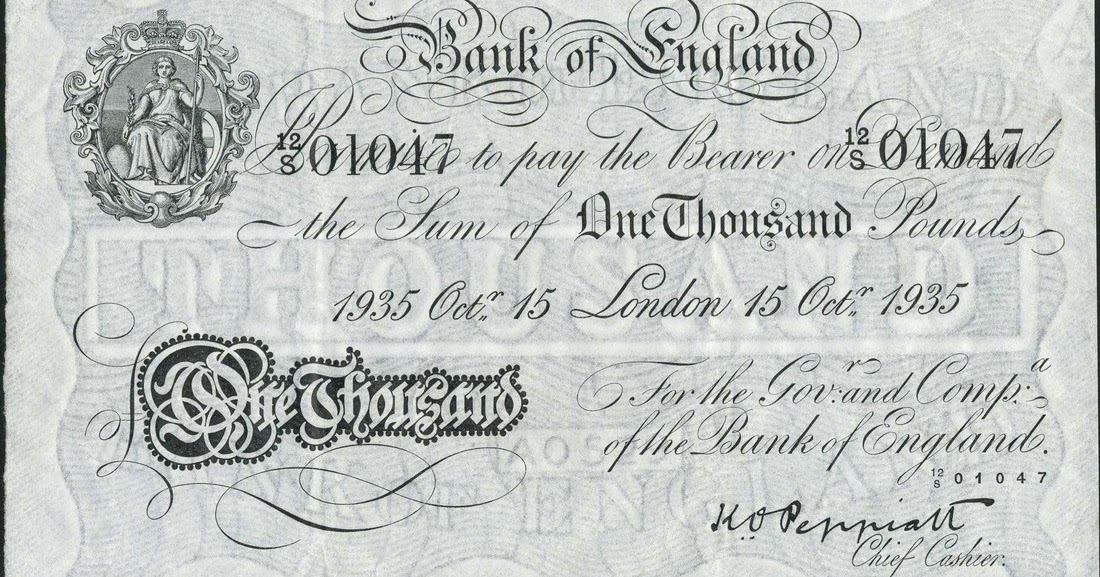 Bank of England
12/S 01047 I Promise to pay the Bearer on Demand 12/S 01047
the Sum of One Thousand Pounds
1935 Octr. 15 London 15 Octr. 1935
One Thousand
For the Govr: and Compa:
of the Bank of England.
12/S 01047
K.O. Peppiatt
Chief Cashier.